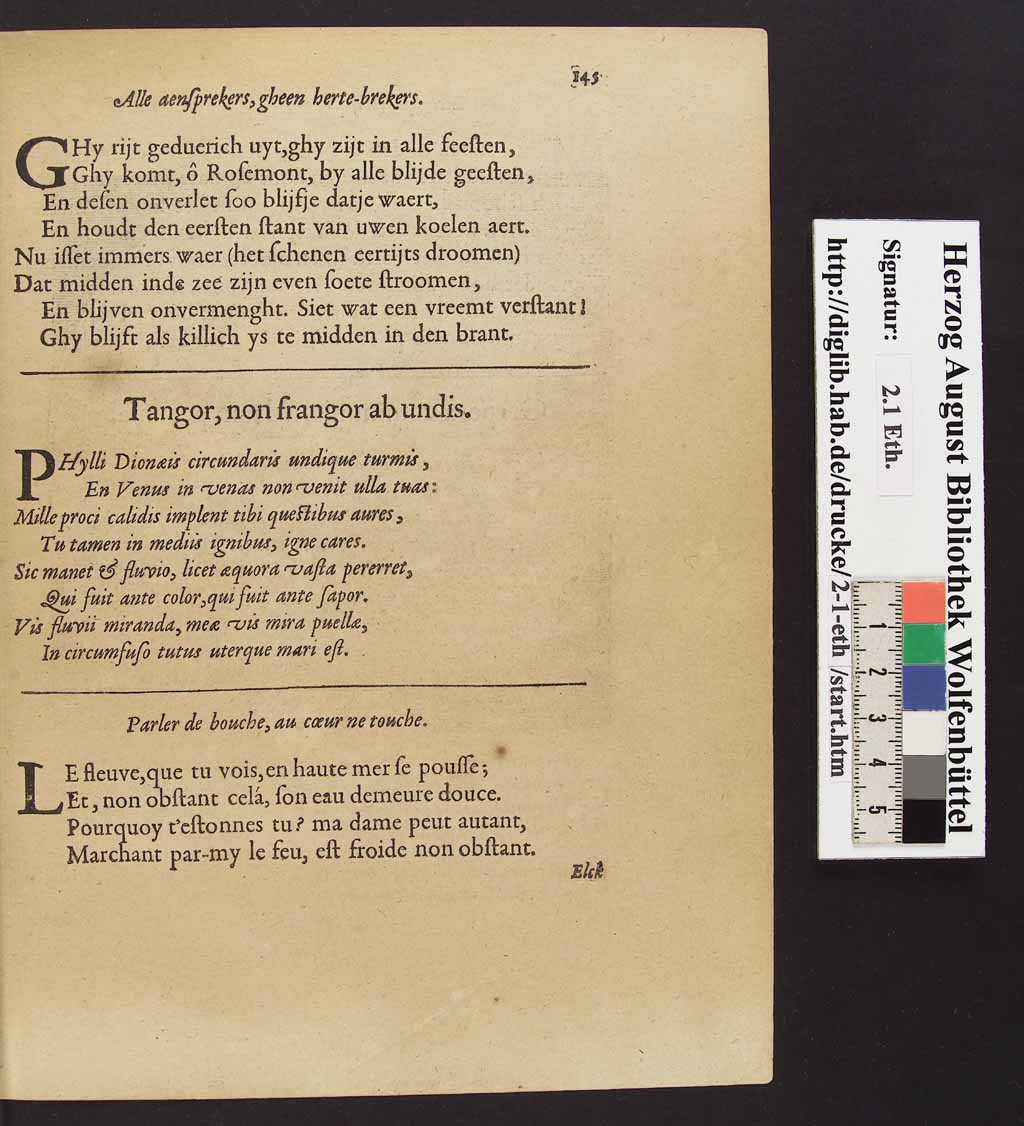 145
Alle aenſprekers, gheen herte-brekers.
GHy rijt geduerich uyt, ghy zijt in alle feeſten,
Ghy komt, ô Roſemont, by alle blijde geeſten,
En deſen onverlet ſoo blijfje datje waert,
En houdt den eerſten ſtant van uwen koelen aert.
Nu iſſet immers waer (het ſchenen eertijts droomen)
Dat midden inde zee zijn even ſoete ſtroomen,
En blijven onvermenght. Siet wat een vreemt verſtant!
Ghy blijft als killich ys te midden in den brant.
Tangor, non frangor ab undis.
PHylli Dionæis circundaris undique turmis,
En Venus in venas non venit ulla tuas:
Mille proci calidis implent tibi queſtibus aures,
Tu tamen in mediis ignibus, igne cares.
Sic manet & fluvio, licet æquora vaſta pererret,
Qui fuit ante color, qui fuit ante ſapor.
Vis fluvii miranda, meæ vis mira puellæ,
In circumfuſo tutus uterque mari eſt.
Parler de bouche, au cœur ne touche.
LE fleuve, que tu vois, en haute mer ſe pouſſe;
Et, non obſtant celá, ſon eau demeure douce.
Pourquoy t'eſtonnes tu? ma dame peut autant,
Marchant par-my le feu, eſt froide non obſtant.
Elck
Herzog August Bibliothek Wolfenbüttel
Signatur: 2.1 Eth.
http://diglib.hab.de/drucke/2-1-eth /start.htm
1 2 3 4 5